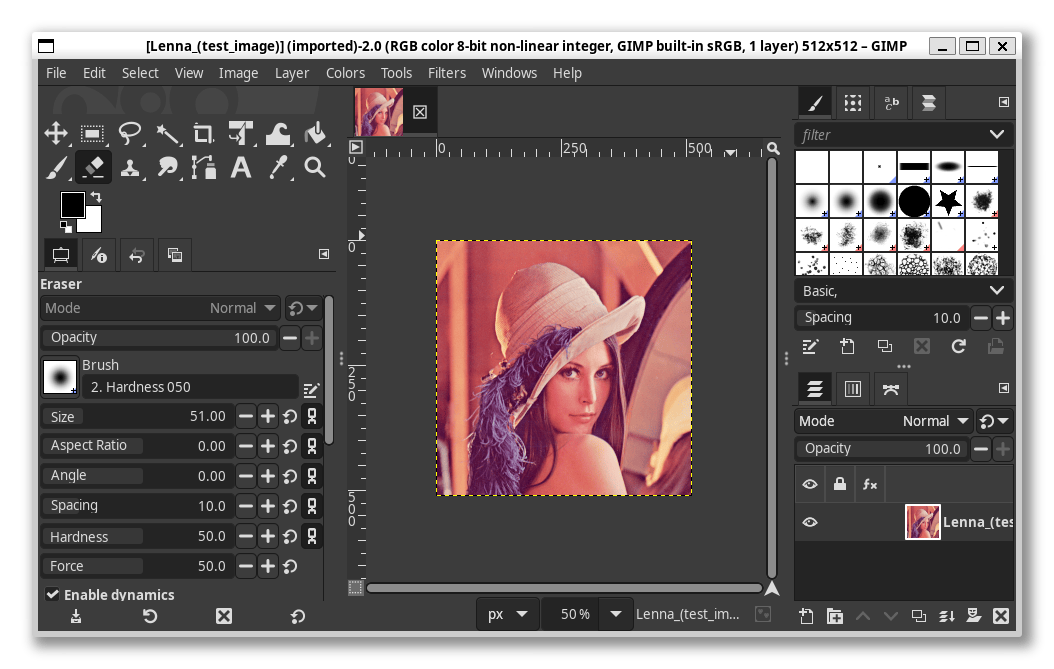 [Lenna_(test_image)] (imported)-2.0 (RGB color 8-bit non-linear integer, GIMP built-in sRGB, 1 layer) 512x512 – GIMP
File Edit Select View Image Layer Colors Tools Filters Windows Help
Eraser
Mode Normal
Opacity 100.0
Brush
2. Hardness 050
Size 51.00
Aspect Ratio 0.00
Angle 0.00
Spacing 10.0
Hardness 50.0
Force 50.0
Enable dynamics
0 250 500
0
250
500
px 50 % Lenna_(test_im...
filter
Basic,
Spacing 10.0
Mode Normal
Opacity 100.0
fx
Lenna_(tes